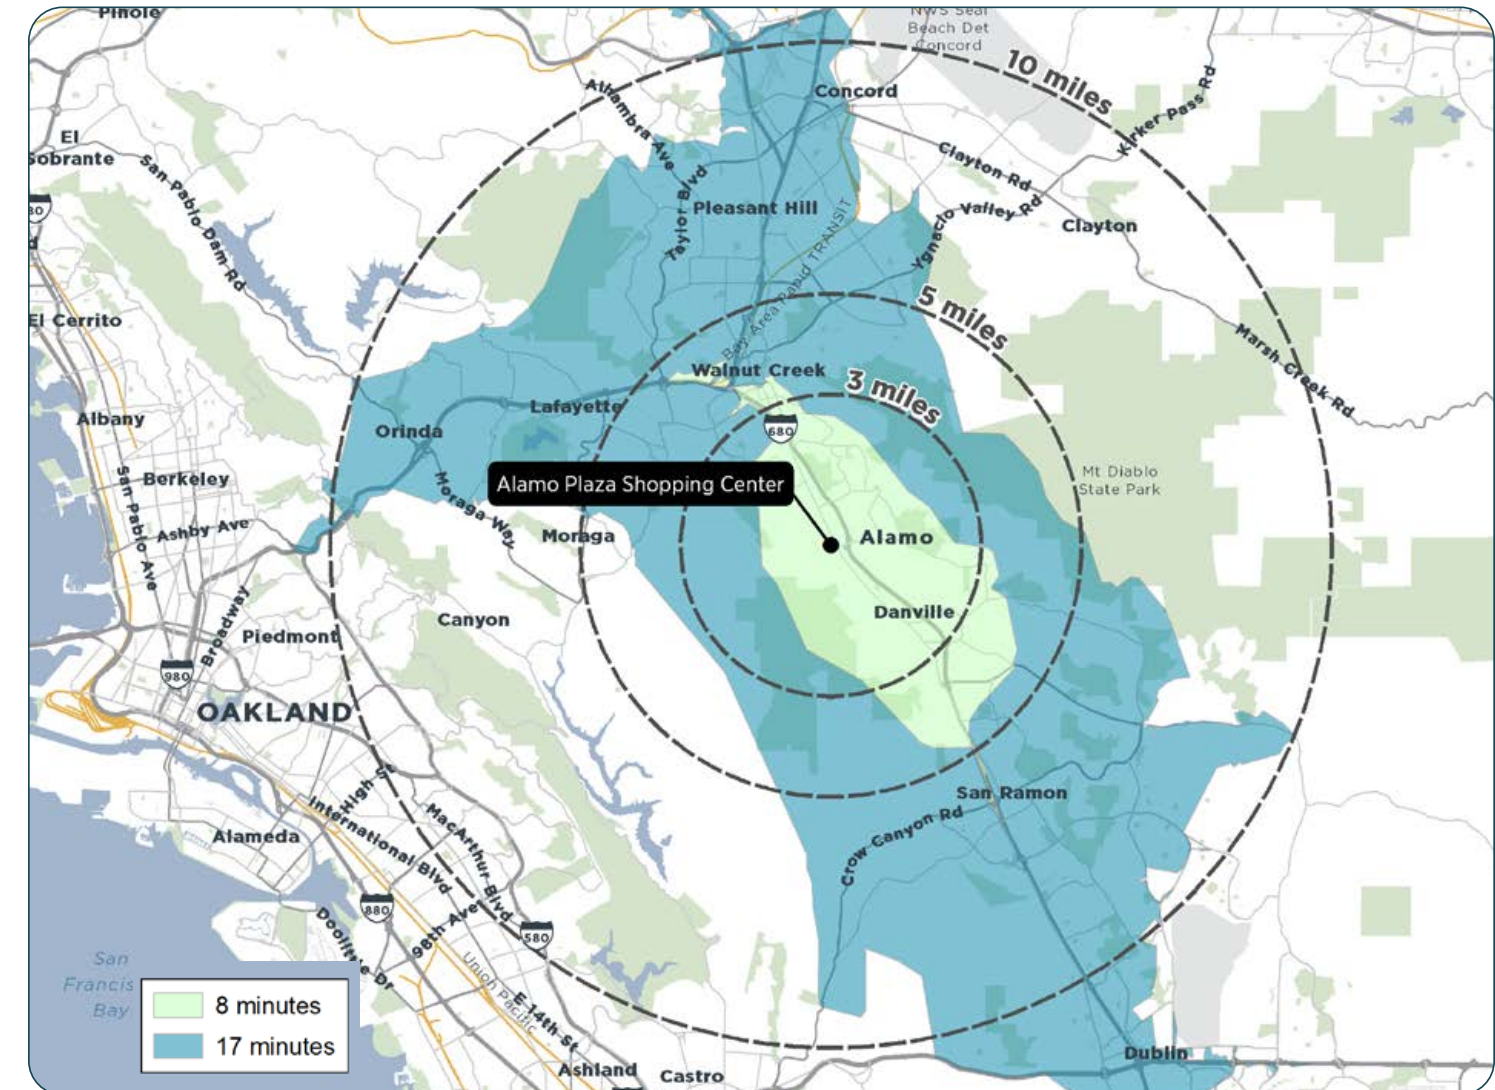 Pinole
NWS Seal
Beach Det
Concord
10 miles
Concord
Alhambra Ave
Kirker Pass Rd
El
Sobrante
San Pablo Dam Rd
Clayton Rd
Taylor Blvd
Pleasant Hill
Ygnacio Valley Rd
Clayton
80
d
Bay Area Rapid TRANSIT
El Cerrito
5 miles
Marsh Creek Rd
Walnut Creek
3 miles
Lafayette
Albany
Orinda
680
Berkeley
San Pablo Ave
Alamo Plaza Shopping Center
Mt Diablo
State Park
Moraga Way
Ashby Ave
Moraga
Alamo
Broadway
Canyon
Danville
Piedmont
980
OAKLAND
San Ramon
High St
International Blvd
MacArthur Blvd
Crow Canyon Rd
Alameda
880
98th Ave
580
Doolittle Dr
Union Pacific
E 14th St
San
Francis
Bay
8 minutes
17 minutes
Dublin
Ashland
Castro